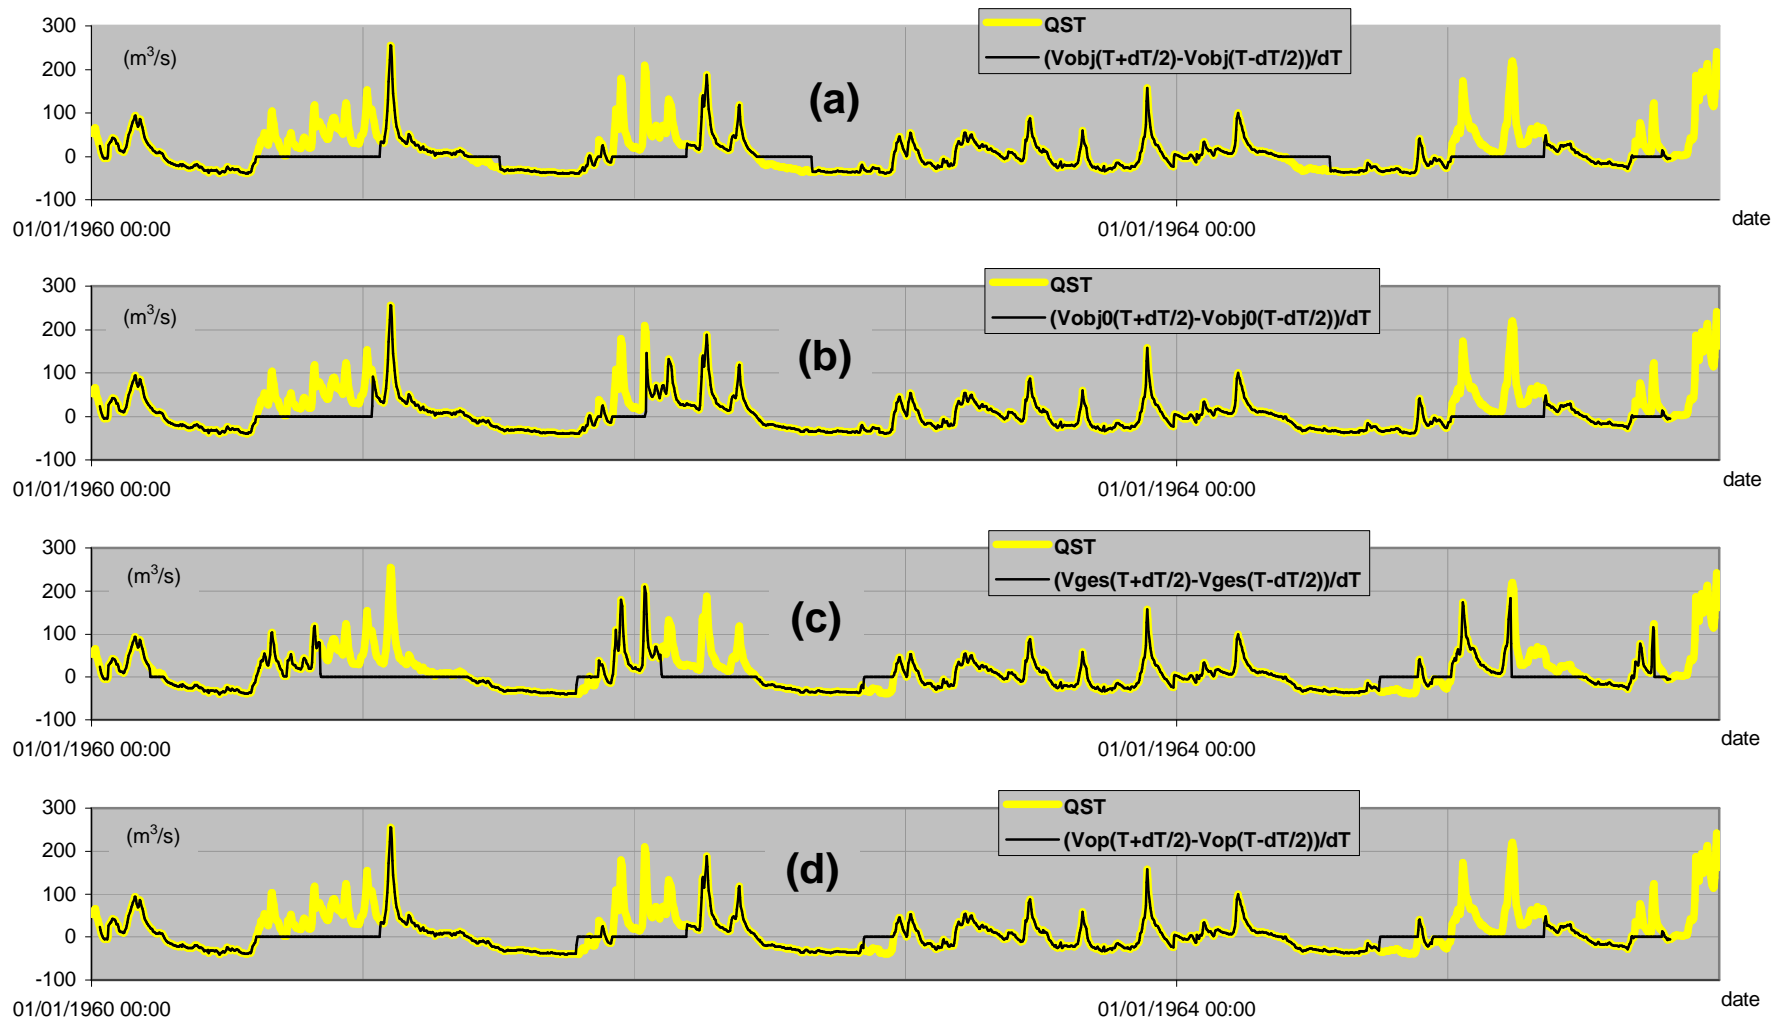 300
QST
(m³/s)
(Vobj(T+dT/2)-Vobj(T-dT/2))/dT
200
(a)
100
0
-100
01/01/1960 00:00
01/01/1964 00:00
date
300
QST
(m³/s)
(Vobj0(T+dT/2)-Vobj0(T-dT/2))/dT
200
(b)
100
0
-100
01/01/1960 00:00
01/01/1964 00:00
date
300
QST
(m³/s)
(Vges(T+dT/2)-Vges(T-dT/2))/dT
200
(c)
100
0
-100
01/01/1960 00:00
01/01/1964 00:00
date
300
QST
(m³/s)
(Vop(T+dT/2)-Vop(T-dT/2))/dT
200
(d)
100
0
-100
01/01/1960 00:00
01/01/1964 00:00
date